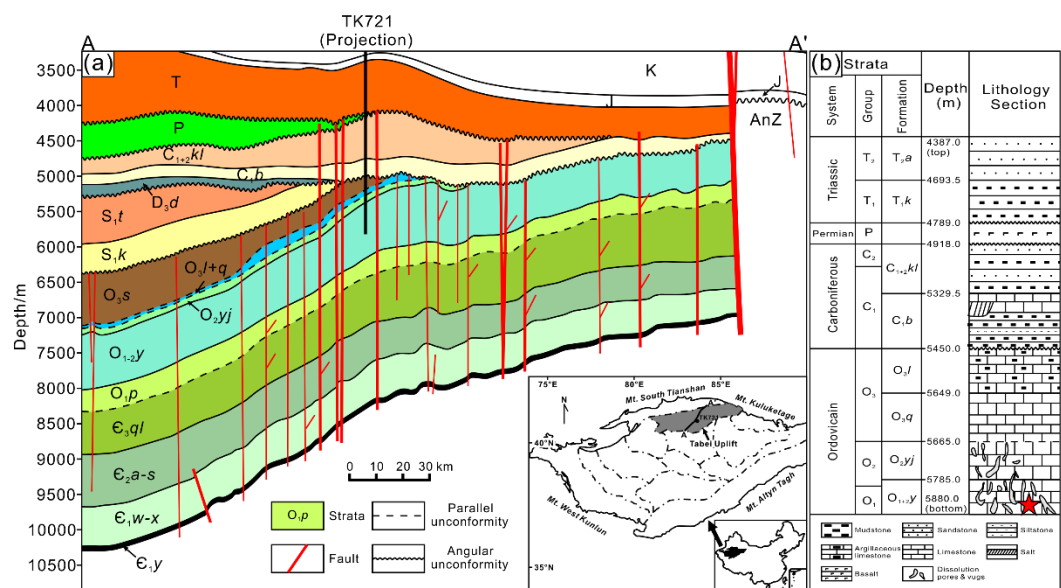 A
TK721
(Projection)
A'
(a)
Depth/m
3500
4000
4500
5000
5500
6000
6500
7000
7500
8000
8500
9000
9500
10000
10500
T
K
J
AnZ
P
C₁₊₂kl
C₁b
D₃d
S₁t
S₁k
O₃s
O₃l+q
O₂yj
O₁₋₂y
O₁p
Є₃ql
Є₂a-s
Є₁w-x
Є₁y
0 10 20 30 km
O₁p Strata
Parallel
unconformity
Fault
Angular
unconformity
75°E
80°E
85°E
40°N
35°N
N
Mt. South Tianshan
Mt. Kuluketage
TK721
A
Tabei Uplift
Mt. West Kunlun
Mt. Altyn Tagh
(b)
Strata
Depth
(m)
Lithology
Section
System
Group
Formation
Triassic
T₂
T₂a
T₁
T₁k
Permian
P
Carboniferous
C₂
C₁₊₂kl
C₁
C₁b
Ordovician
O₃
O₃l
O₃q
O₂
O₂yj
O₁
O₁₊₂y
4387.0
(top)
4693.5
4789.0
4918.0
5329.5
5450.0
5649.0
5665.0
5785.0
5880.0
(bottom)
Mudstone
Sandstone
Siltstone
Argillaceous
limestone
Limestone
Salt
Basalt
Dissolution
pores & vugs